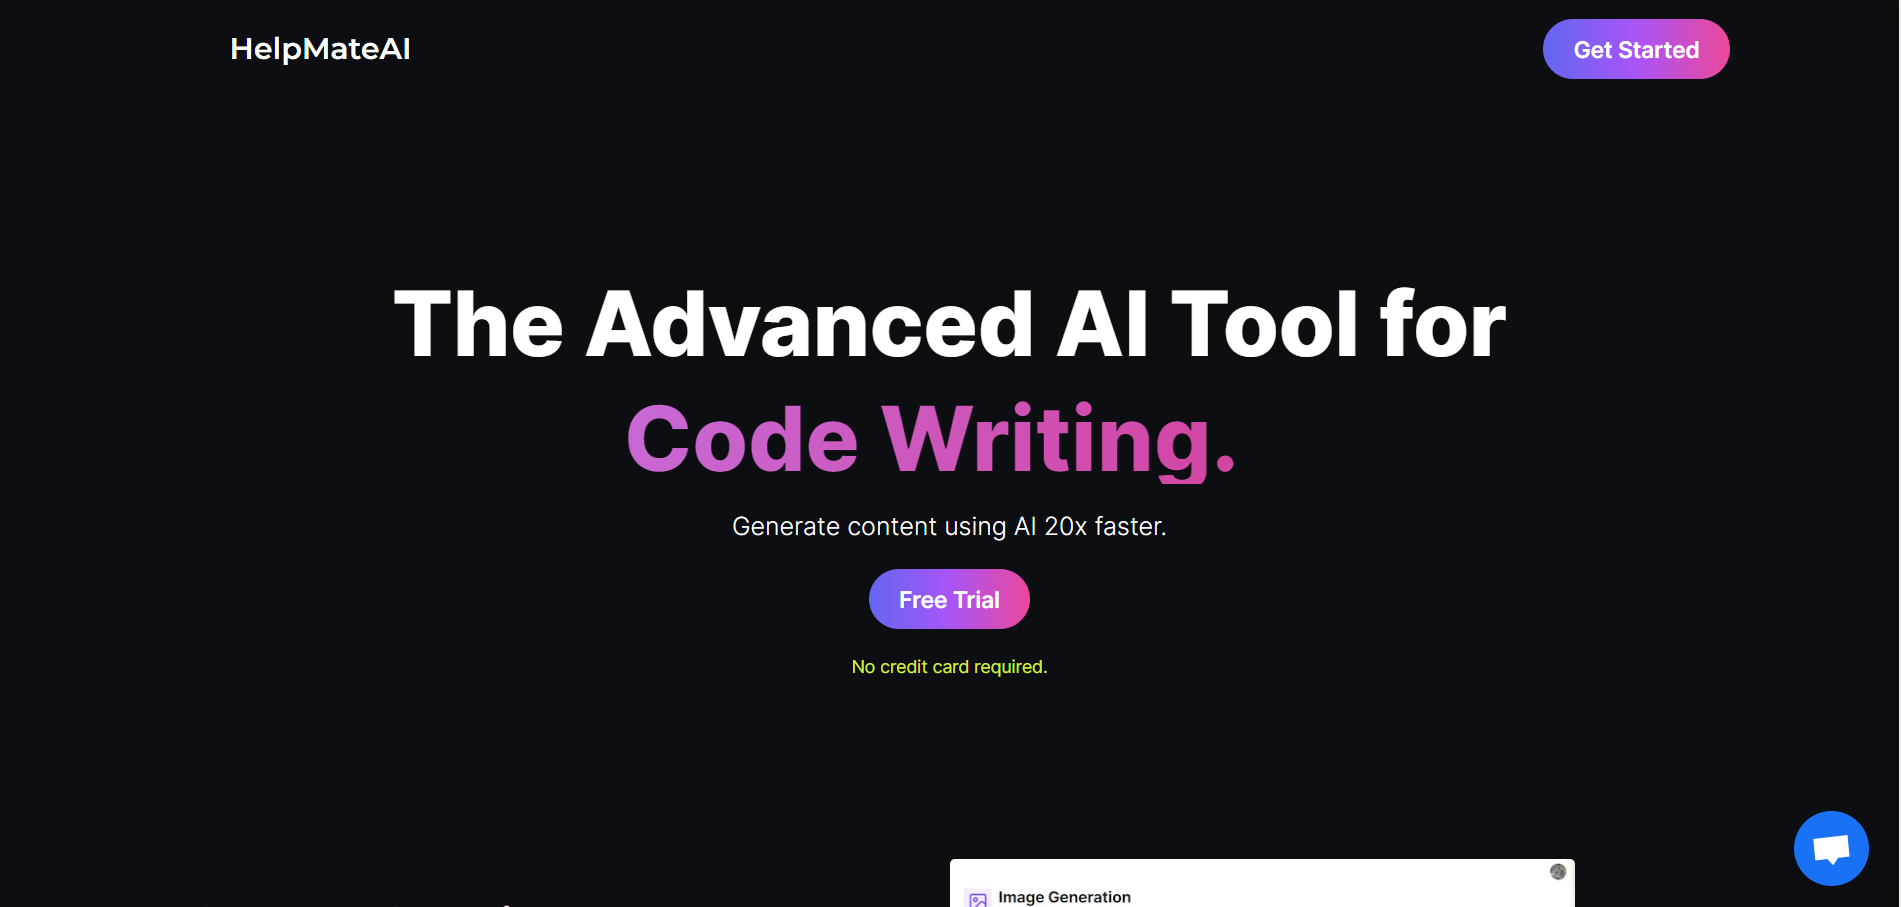 HelpMateAI
Get Started
The Advanced AI Tool for
Code Writing.
Generate content using AI 20x faster.
Free Trial
No credit card required.
Image Generation